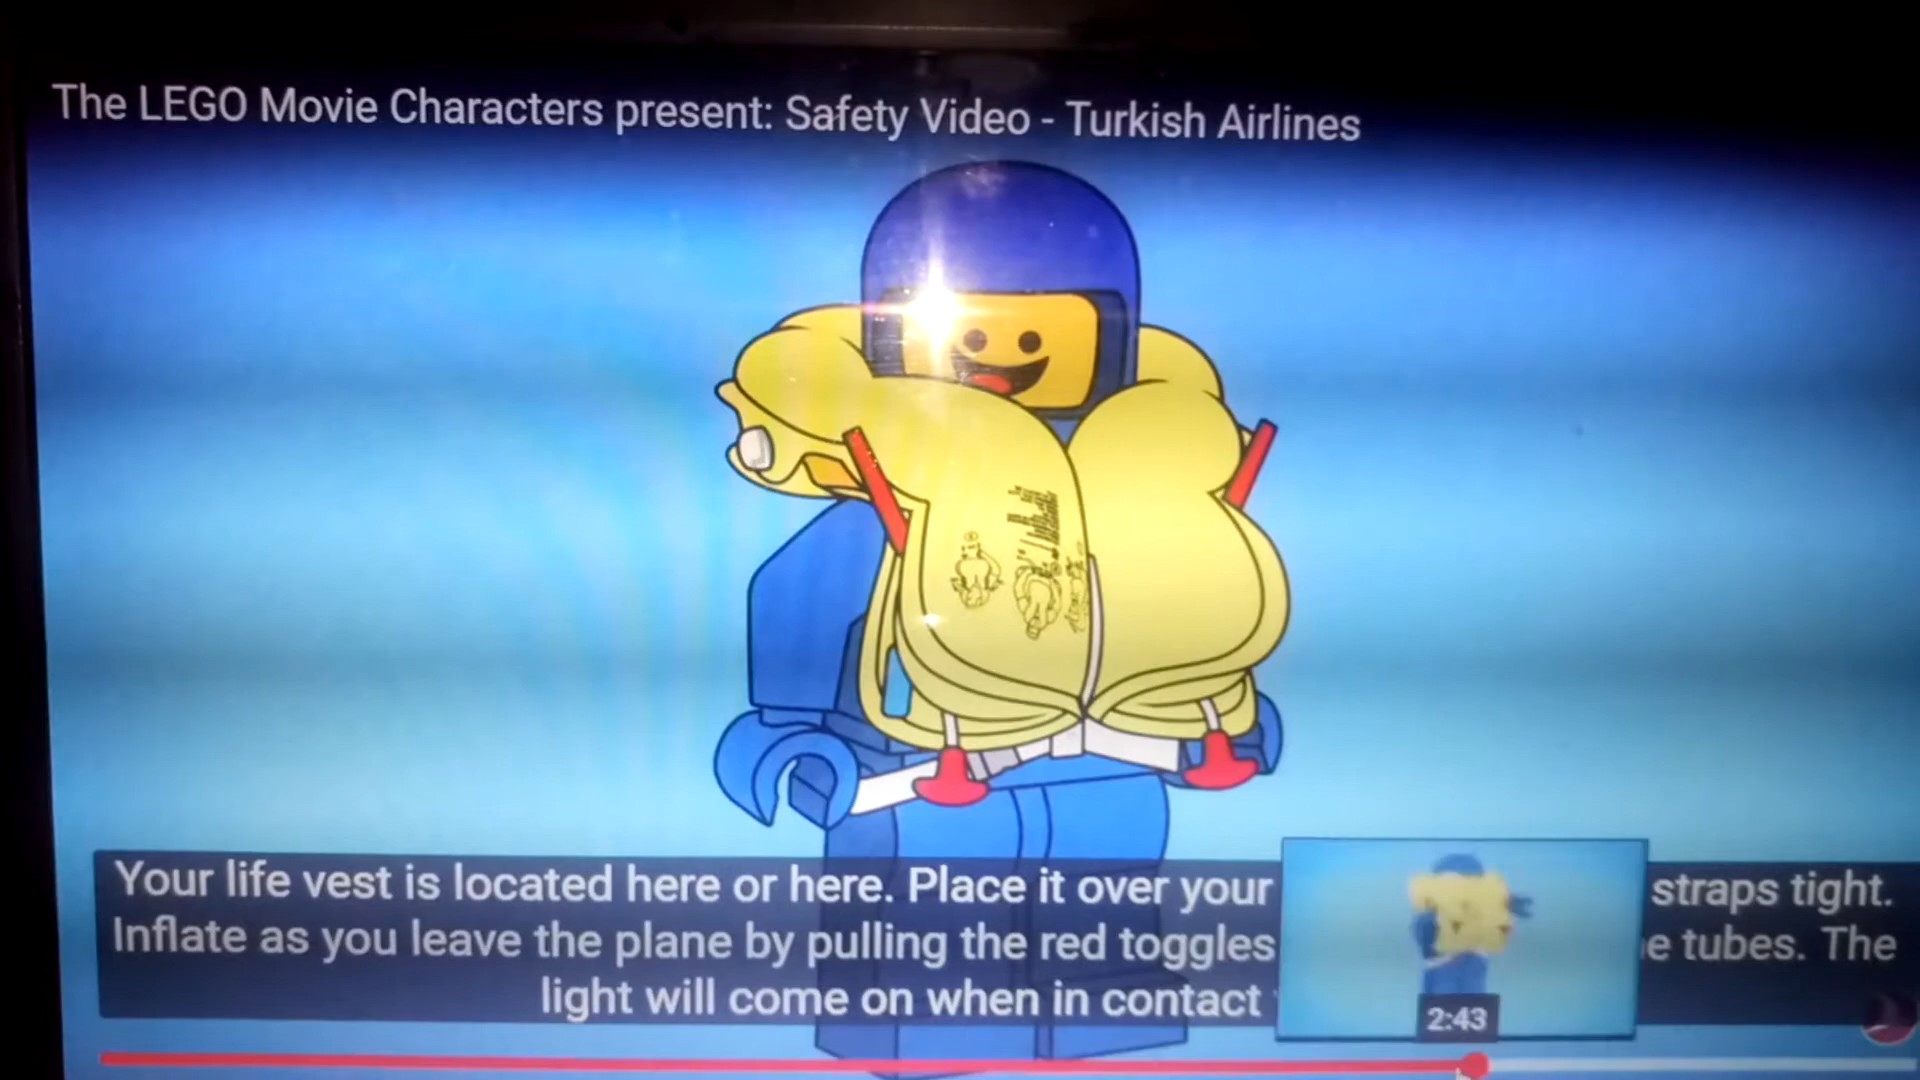 The LEGO Movie Characters present: Safety Video - Turkish Airlines
Your life vest is located here or here. Place it over your straps tight.
Inflate as you leave the plane by pulling the red toggles tubes. The
light will come on when in contact
2:43